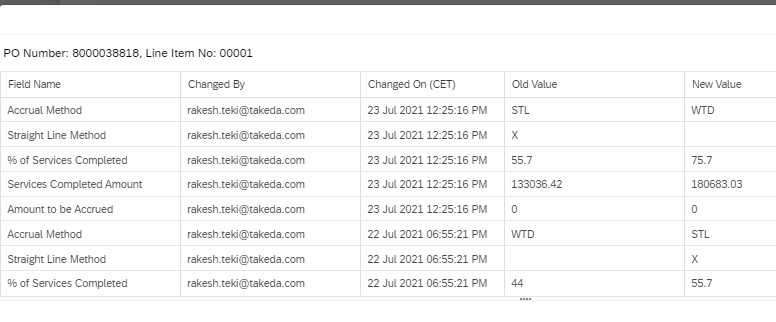 PO Number: 8000038818, Line Item No: 00001
Field Name Changed By Changed On (CET) Old Value New Value
Accrual Method rakesh.teki@takeda.com 23 Jul 2021 12:25:16 PM STL WTD
Straight Line Method rakesh.teki@takeda.com 23 Jul 2021 12:25:16 PM X
% of Services Completed rakesh.teki@takeda.com 23 Jul 2021 12:25:16 PM 55.7 75.7
Services Completed Amount rakesh.teki@takeda.com 23 Jul 2021 12:25:16 PM 133036.42 180683.03
Amount to be Accrued rakesh.teki@takeda.com 23 Jul 2021 12:25:16 PM 0 0
Accrual Method rakesh.teki@takeda.com 22 Jul 2021 06:55:21 PM WTD STL
Straight Line Method rakesh.teki@takeda.com 22 Jul 2021 06:55:21 PM X
% of Services Completed rakesh.teki@takeda.com 22 Jul 2021 06:55:21 PM 44 55.7